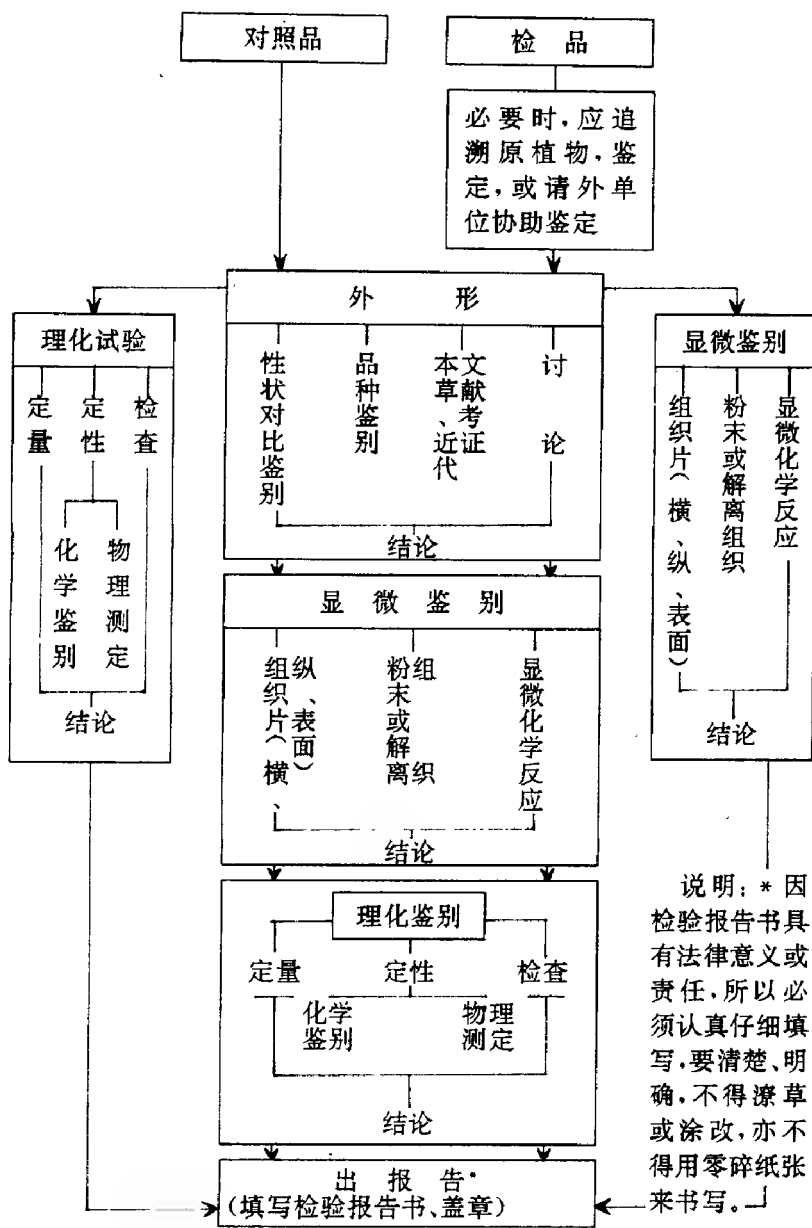 对照品
检品
必要时,应追
溯原植物,鉴
定,或请外单
位协助鉴定
外形
性状对比鉴别
品种鉴别
文献考证
本草、近代
讨论
结论
理化试验
定量
定性
检查
化学鉴别
物理测定
结论
显微鉴别
组织片(横、纵、表面)
粉末或解离组织
显微化学反应
结论
显微鉴别
纵、表面)
组织片(横、
组织
粉末或解离
显微化学反应
结论
理化鉴别
定量
定性
检查
化学
鉴别
物理
测定
结论
出报告*
(填写检验报告书、盖章)
说明:*因
检验报告书具
有法律意义或
责任,所以必
须认真仔细填
写,要清楚、明
确,不得潦草
或涂改,亦不
得用零碎纸张
来书写。